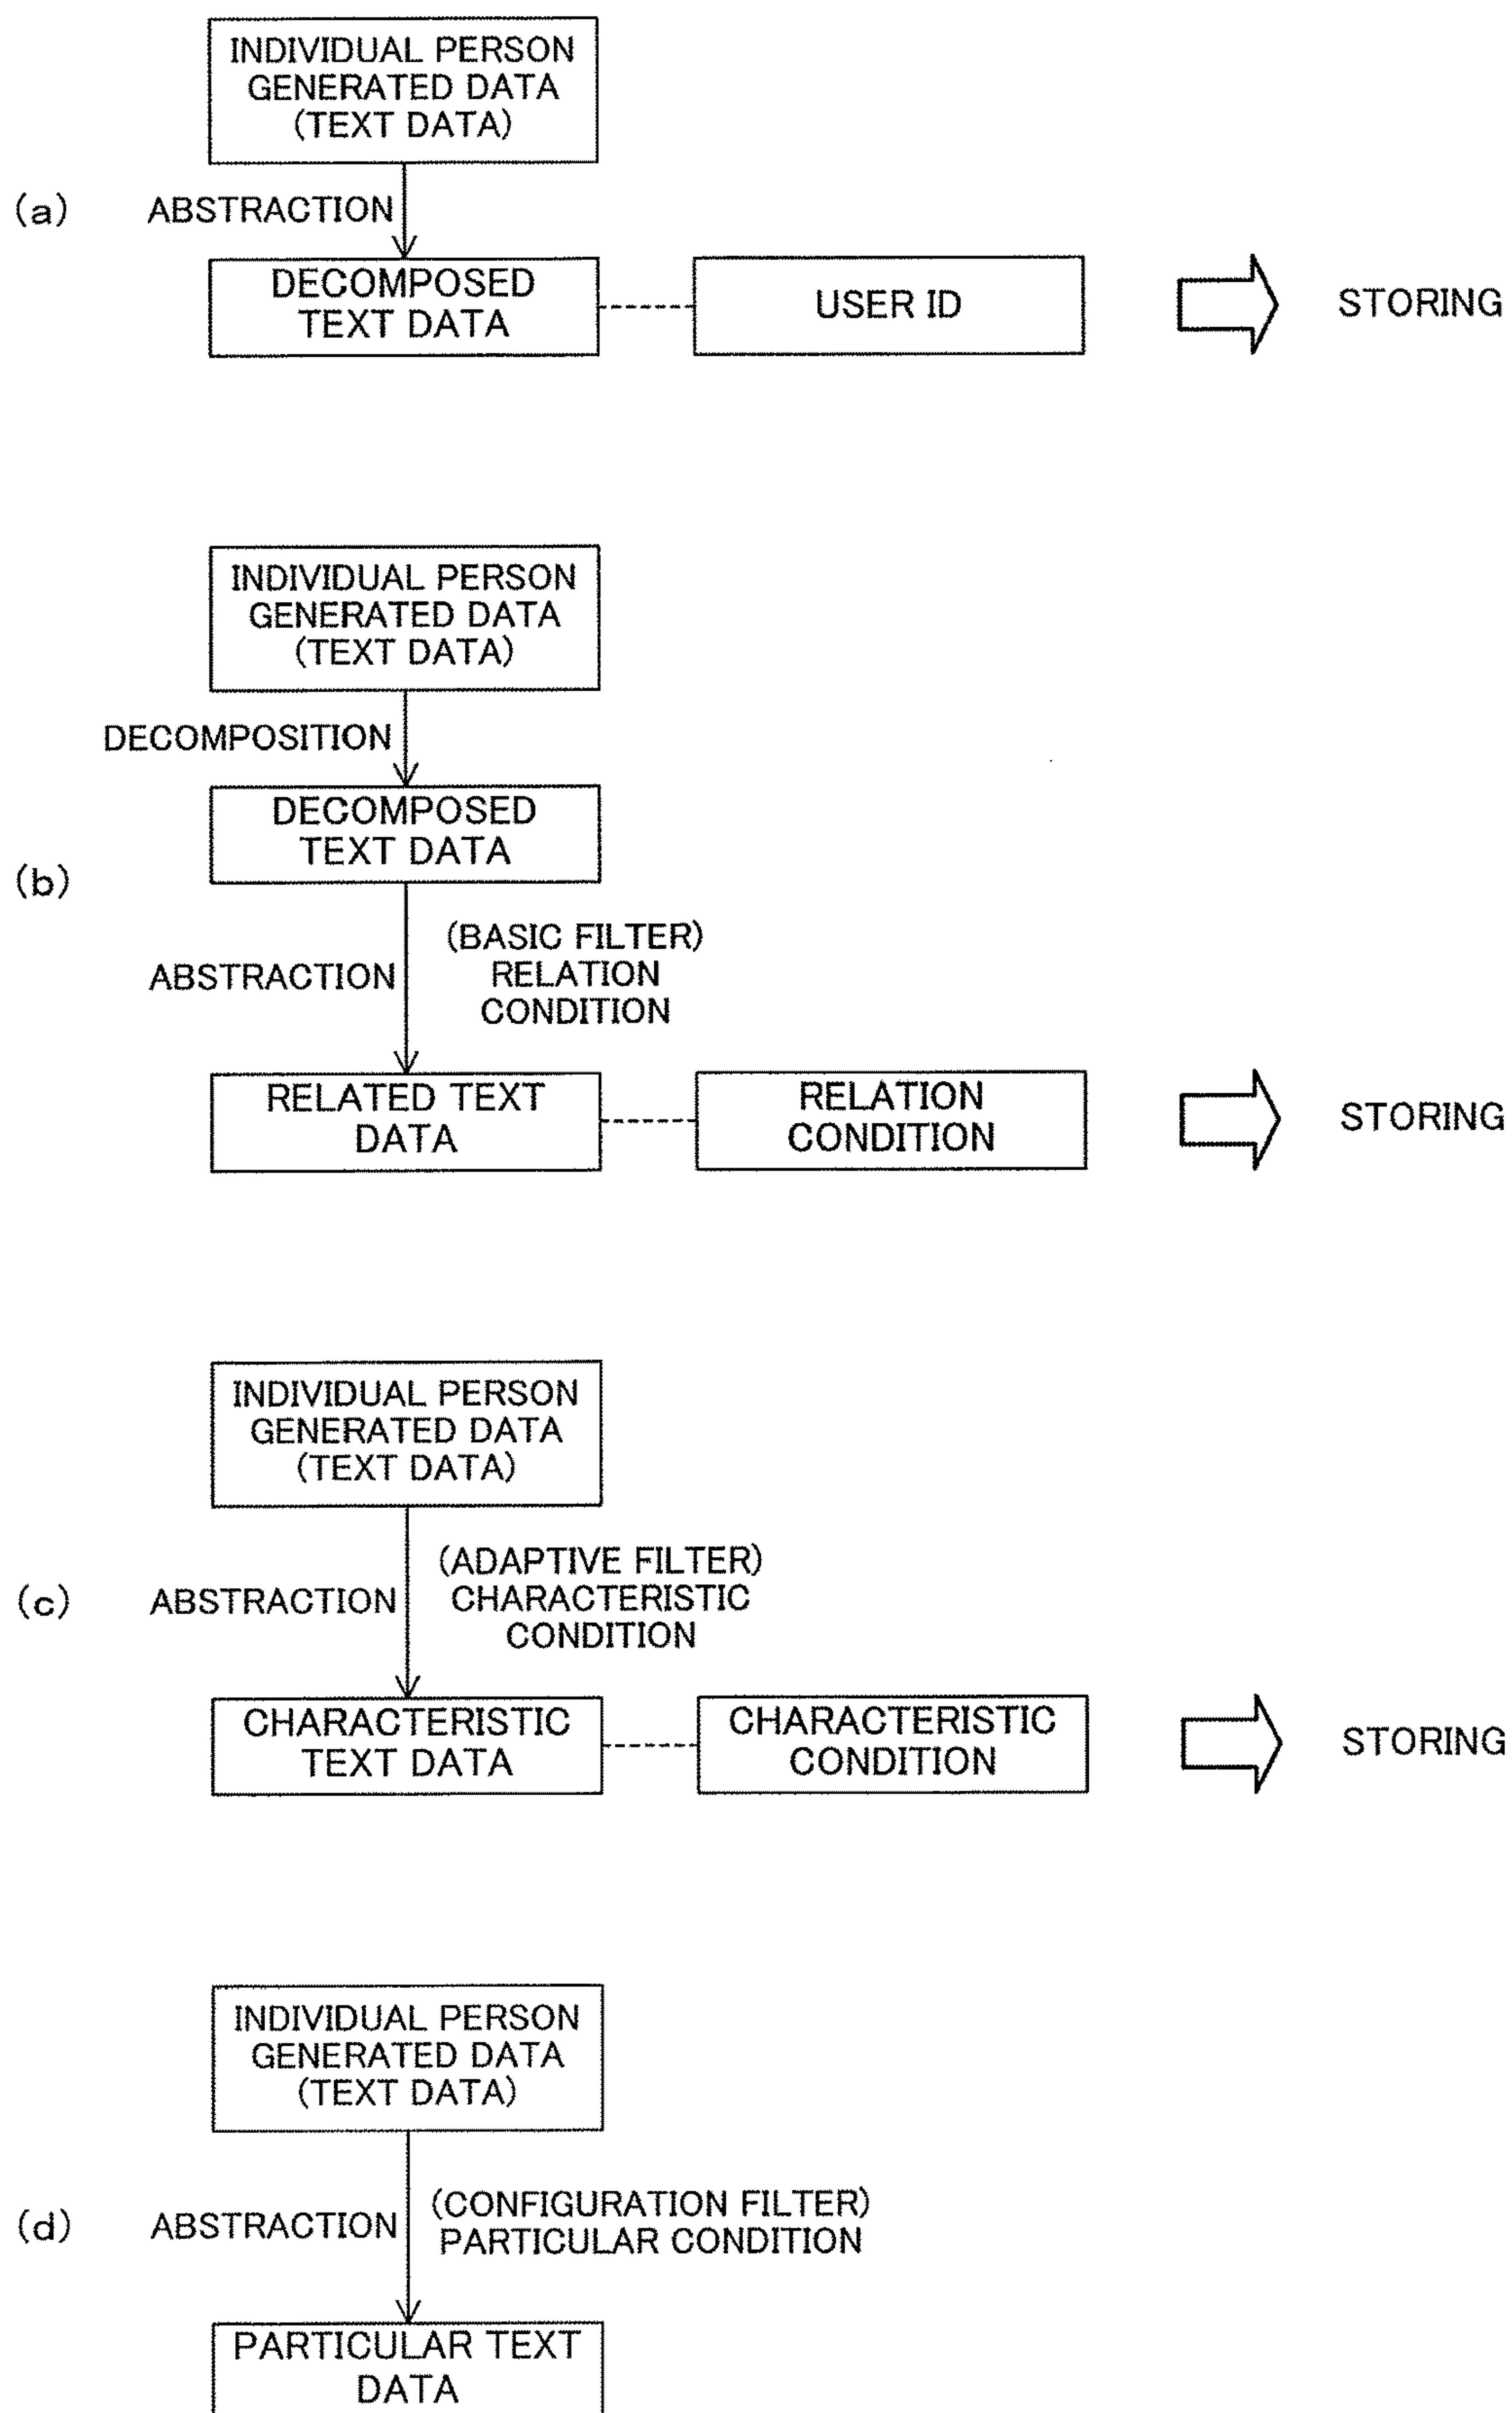 INDIVIDUAL PERSON
GENERATED DATA
(TEXT DATA)
(a)
ABSTRACTION
DECOMPOSED
TEXT DATA
USER ID
STORING
INDIVIDUAL PERSON
GENERATED DATA
(TEXT DATA)
DECOMPOSITION
DECOMPOSED
TEXT DATA
(b)
ABSTRACTION
(BASIC FILTER)
RELATION
CONDITION
RELATED TEXT
DATA
RELATION
CONDITION
STORING
INDIVIDUAL PERSON
GENERATED DATA
(TEXT DATA)
(c)
ABSTRACTION
(ADAPTIVE FILTER)
CHARACTERISTIC
CONDITION
CHARACTERISTIC
TEXT DATA
CHARACTERISTIC
CONDITION
STORING
INDIVIDUAL PERSON
GENERATED DATA
(TEXT DATA)
(d)
ABSTRACTION
(CONFIGURATION FILTER)
PARTICULAR CONDITION
PARTICULAR TEXT
DATA